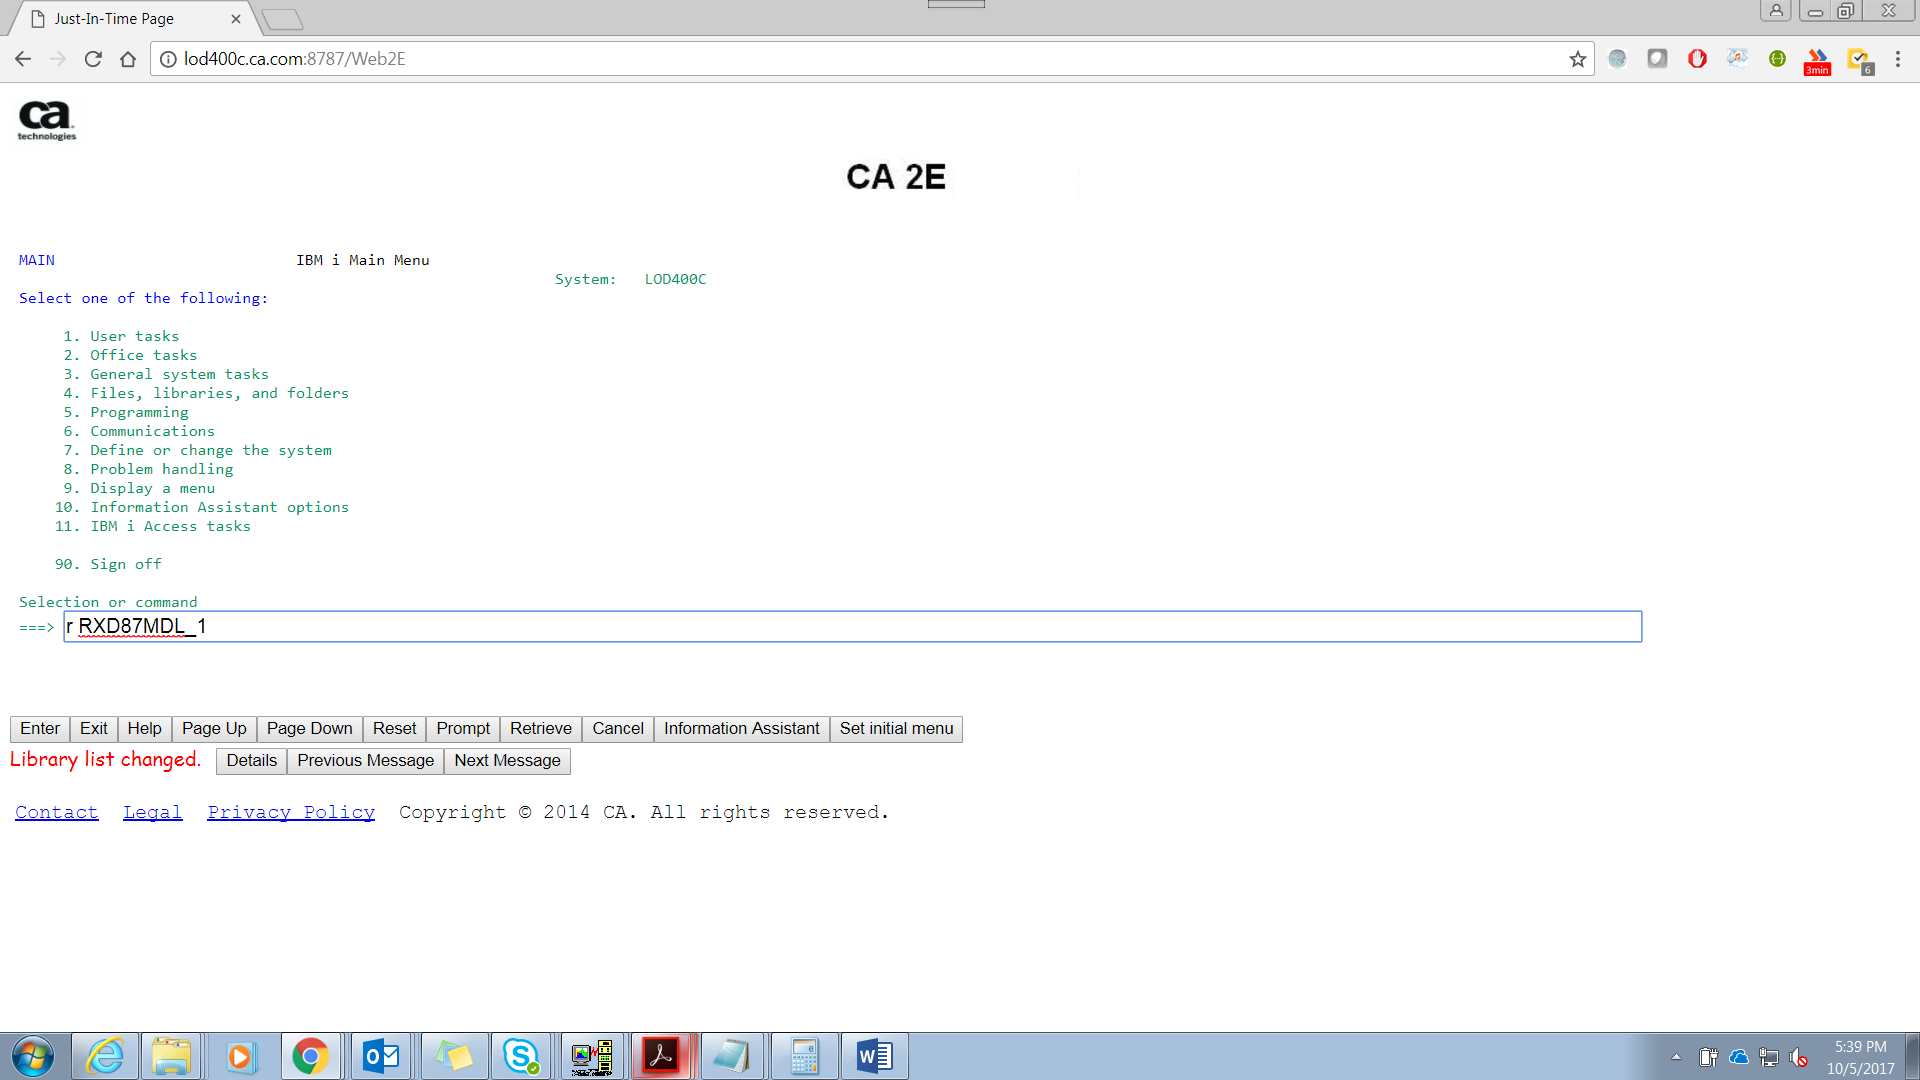 Just-In-Time Page
lod400c.ca.com:8787/Web2E
3min
6
ca
technologies
CA 2E
MAIN IBM i Main Menu
System: LOD400C
Select one of the following:
1. User tasks
2. Office tasks
3. General system tasks
4. Files, libraries, and folders
5. Programming
6. Communications
7. Define or change the system
8. Problem handling
9. Display a menu
10. Information Assistant options
11. IBM i Access tasks
90. Sign off
Selection or command
===> r RXD87MDL_1
Enter Exit Help Page Up Page Down Reset Prompt Retrieve Cancel Information Assistant Set initial menu
Library list changed. Details Previous Message Next Message
Contact Legal Privacy Policy Copyright © 2014 CA. All rights reserved.
5:39 PM
10/5/2017